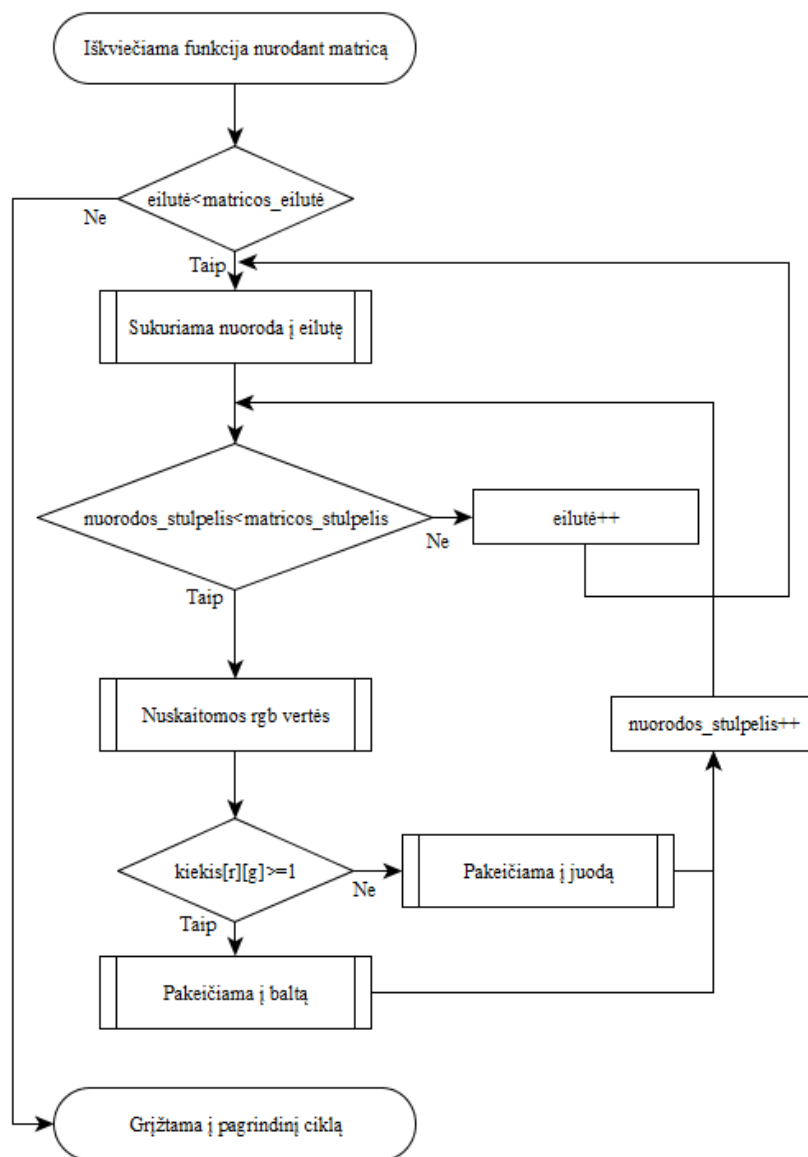 Iškviečiama funkcija nurodant matricą
eilutė<matricos_eilutė
Ne
Taip
Sukuriama nuoroda į eilutę
nuorodos_stulpelis<matricos_stulpelis
eilutė++
Ne
Taip
Nuskaitomos rgb vertės
nuorodos_stulpelis++
kiekis[r][g]>=1
Pakeičiama į juodą
Ne
Taip
Pakeičiama į baltą
Grįžtama į pagrindinį ciklą